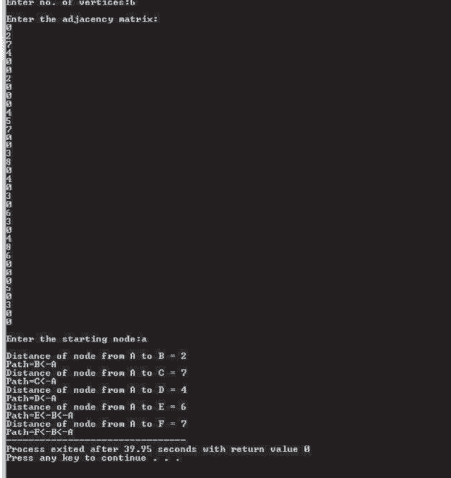 Enter no. of vertices:6
Enter the adjacency matrix:
0
2
7
4
0
0
2
0
0
0
4
5
7
0
0
3
8
0
4
0
3
0
6
3
0
4
8
6
0
0
0
5
0
3
0
0
Enter the starting node:a
Distance of node from A to B = 2
Path=B<-A
Distance of node from A to C = 7
Path=C<-A
Distance of node from A to D = 4
Path=D<-A
Distance of node from A to E = 6
Path=E<-B<-A
Distance of node from A to F = 7
Path=F<-B<-A
--------------------------------
Process exited after 39.95 seconds with return value 0
Press any key to continue . . .